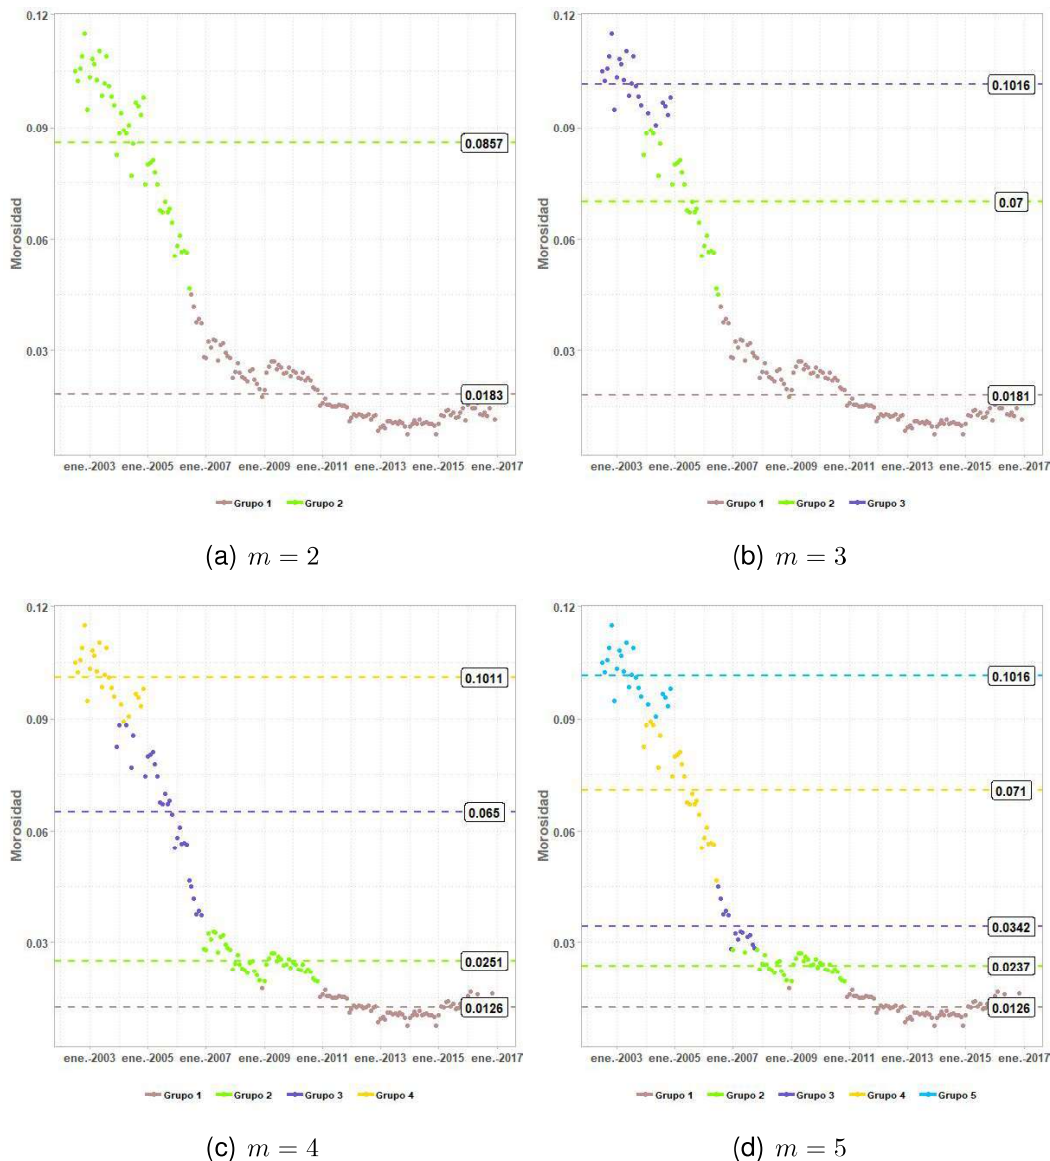 0.12
0.09
0.06
0.03
Morosidad
0.0857
0.0183
ene.-2003 ene.-2005 ene.-2007 ene.-2009 ene.-2011 ene.-2013 ene.-2015 ene.-2017
Grupo 1 Grupo 2
(a) m = 2
0.12
0.09
0.06
0.03
Morosidad
0.1016
0.07
0.0181
ene.-2003 ene.-2005 ene.-2007 ene.-2009 ene.-2011 ene.-2013 ene.-2015 ene.-2017
Grupo 1 Grupo 2 Grupo 3
(b) m = 3
0.12
0.09
0.06
0.03
Morosidad
0.1011
0.065
0.0251
0.0126
ene.-2003 ene.-2005 ene.-2007 ene.-2009 ene.-2011 ene.-2013 ene.-2015 ene.-2017
Grupo 1 Grupo 2 Grupo 3 Grupo 4
(c) m = 4
0.12
0.09
0.06
0.03
Morosidad
0.1016
0.071
0.0342
0.0237
0.0126
ene.-2003 ene.-2005 ene.-2007 ene.-2009 ene.-2011 ene.-2013 ene.-2015 ene.-2017
Grupo 1 Grupo 2 Grupo 3 Grupo 4 Grupo 5
(d) m = 5